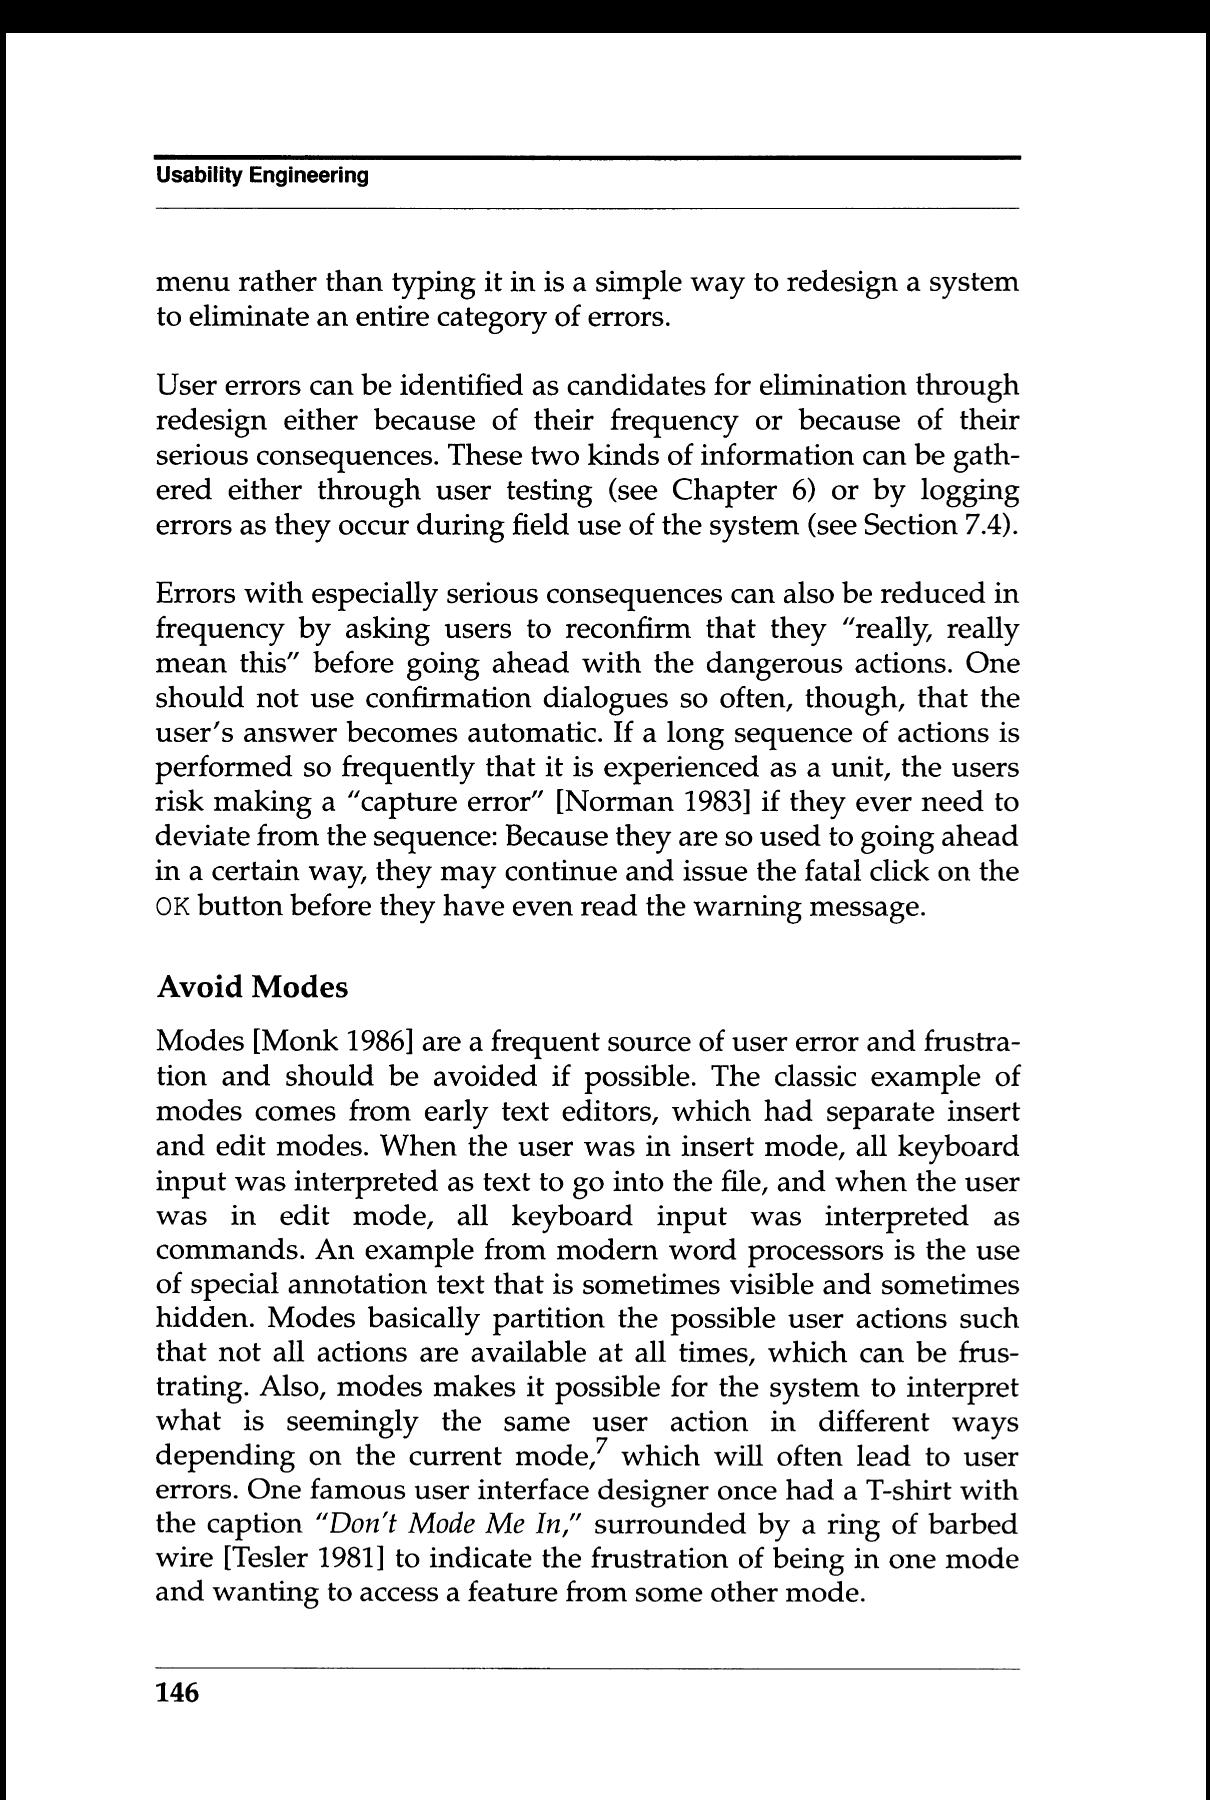 Usability Engineering
menu rather than typing it in is a simple way to redesign a system
to eliminate an entire category of errors.
User errors can be identified as candidates for elimination through
redesign either because of their frequency or because of their
serious consequences. These two kinds of information can be gath-
ered either through user testing (see Chapter 6) or by logging
errors as they occur during field use of the system (see Section 7.4).
Errors with especially serious consequences can also be reduced in
frequency by asking users to reconfirm that they "really, really
mean this" before going ahead with the dangerous actions. One
should not use confirmation dialogues so often, though, that the
user's answer becomes automatic. If a long sequence of actions is
performed so frequently that it is experienced as a unit, the users
risk making a "capture error" [Norman 1983] if they ever need to
deviate from the sequence: Because they are so used to going ahead
in a certain way, they may continue and issue the fatal click on the
OK button before they have even read the warning message.
Avoid Modes
Modes [Monk 1986] are a frequent source of user error and frustra-
tion and should be avoided if possible. The classic example of
modes comes from early text editors, which had separate insert
and edit modes. When the user was in insert mode, all keyboard
input was interpreted as text to go into the file, and when the user
was in edit mode, all keyboard input was interpreted as
commands. An example from modern word processors is the use
of special annotation text that is sometimes visible and sometimes
hidden. Modes basically partition the possible user actions such
that not all actions are available at all times, which can be frus-
trating. Also, modes makes it possible for the system to interpret
what is seemingly the same user action in different ways
depending on the current mode,7 which will often lead to user
errors. One famous user interface designer once had a T-shirt with
the caption "Don't Mode Me In," surrounded by a ring of barbed
wire [Tesler 1981] to indicate the frustration of being in one mode
and wanting to access a feature from some other mode.
146